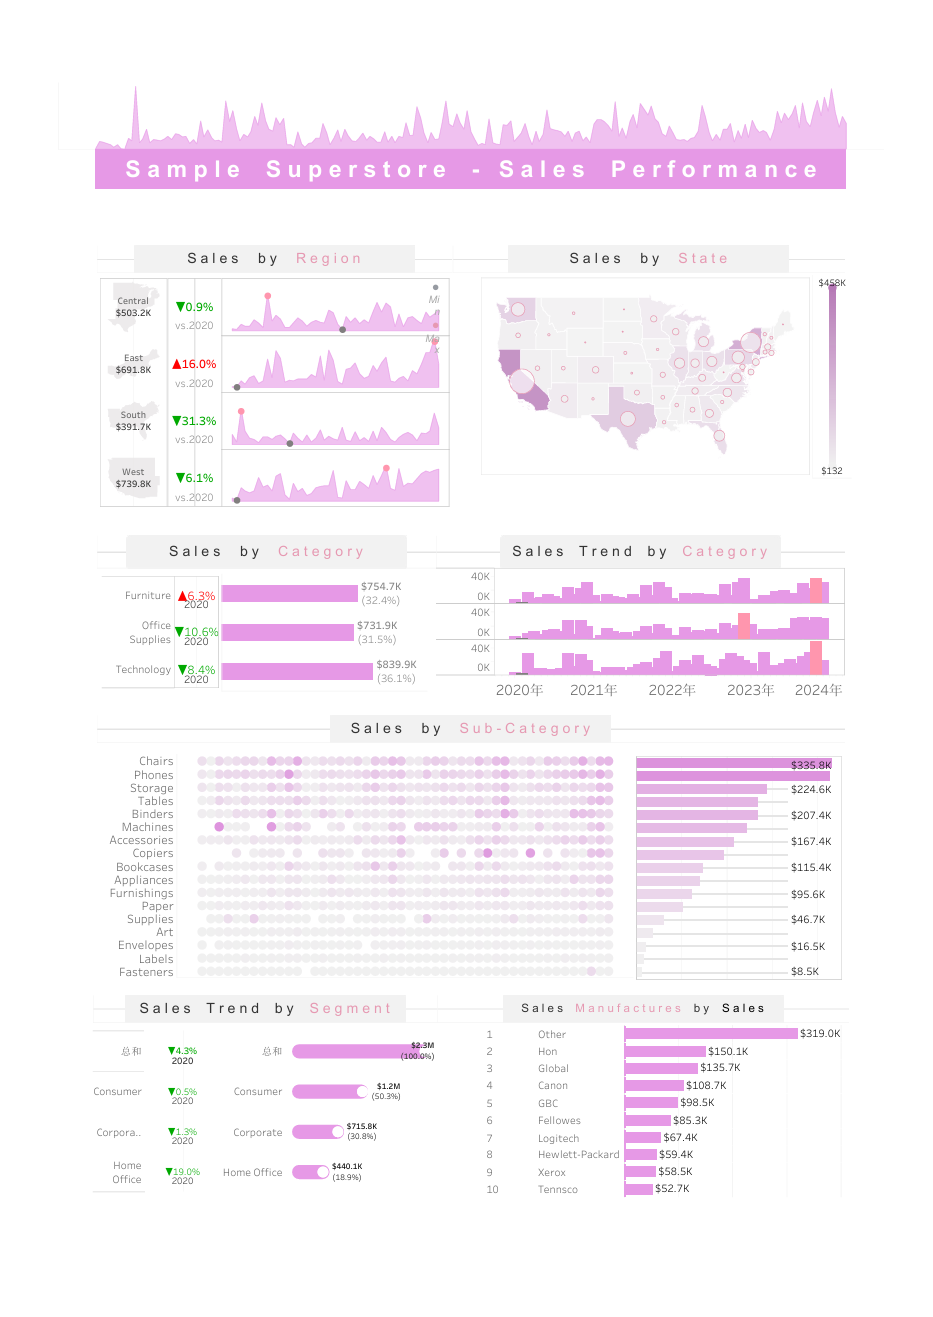 Sample Superstore - Sales Performance
Sales by Region
Central
$503.2K
▼0.9%
vs.2020
Mi
n
Ma
x
East
$691.8K
▲16.0%
vs.2020
South
$391.7K
▼31.3%
vs.2020
West
$739.8K
▼6.1%
vs.2020
Sales by State
$458K
$132
Sales by Category
Furniture
▲6.3%
2020
$754.7K
(32.4%)
Office
Supplies
▼10.6%
2020
$731.9K
(31.5%)
Technology
▼8.4%
2020
$839.9K
(36.1%)
Sales Trend by Category
40K
0K
40K
0K
40K
0K
2020年 2021年 2022年 2023年 2024年
Sales by Sub-Category
Chairs
Phones
Storage
Tables
Binders
Machines
Accessories
Copiers
Bookcases
Appliances
Furnishings
Paper
Supplies
Art
Envelopes
Labels
Fasteners
$335.8K
$224.6K
$207.4K
$167.4K
$115.4K
$95.6K
$46.7K
$16.5K
$8.5K
Sales Trend by Segment
总和
▼4.3%
2020
总和
$2.3M
(100.0%)
Consumer
▼0.5%
2020
Consumer
$1.2M
(50.3%)
Corpora..
▼1.3%
2020
Corporate
$715.8K
(30.8%)
Home
Office
▼19.0%
2020
Home Office
$440.1K
(18.9%)
Sales Manufactures by Sales
1 Other $319.0K
2 Hon $150.1K
3 Global $135.7K
4 Canon $108.7K
5 GBC $98.5K
6 Fellowes $85.3K
7 Logitech $67.4K
8 Hewlett-Packard $59.4K
9 Xerox $58.5K
10 Tennsco $52.7K